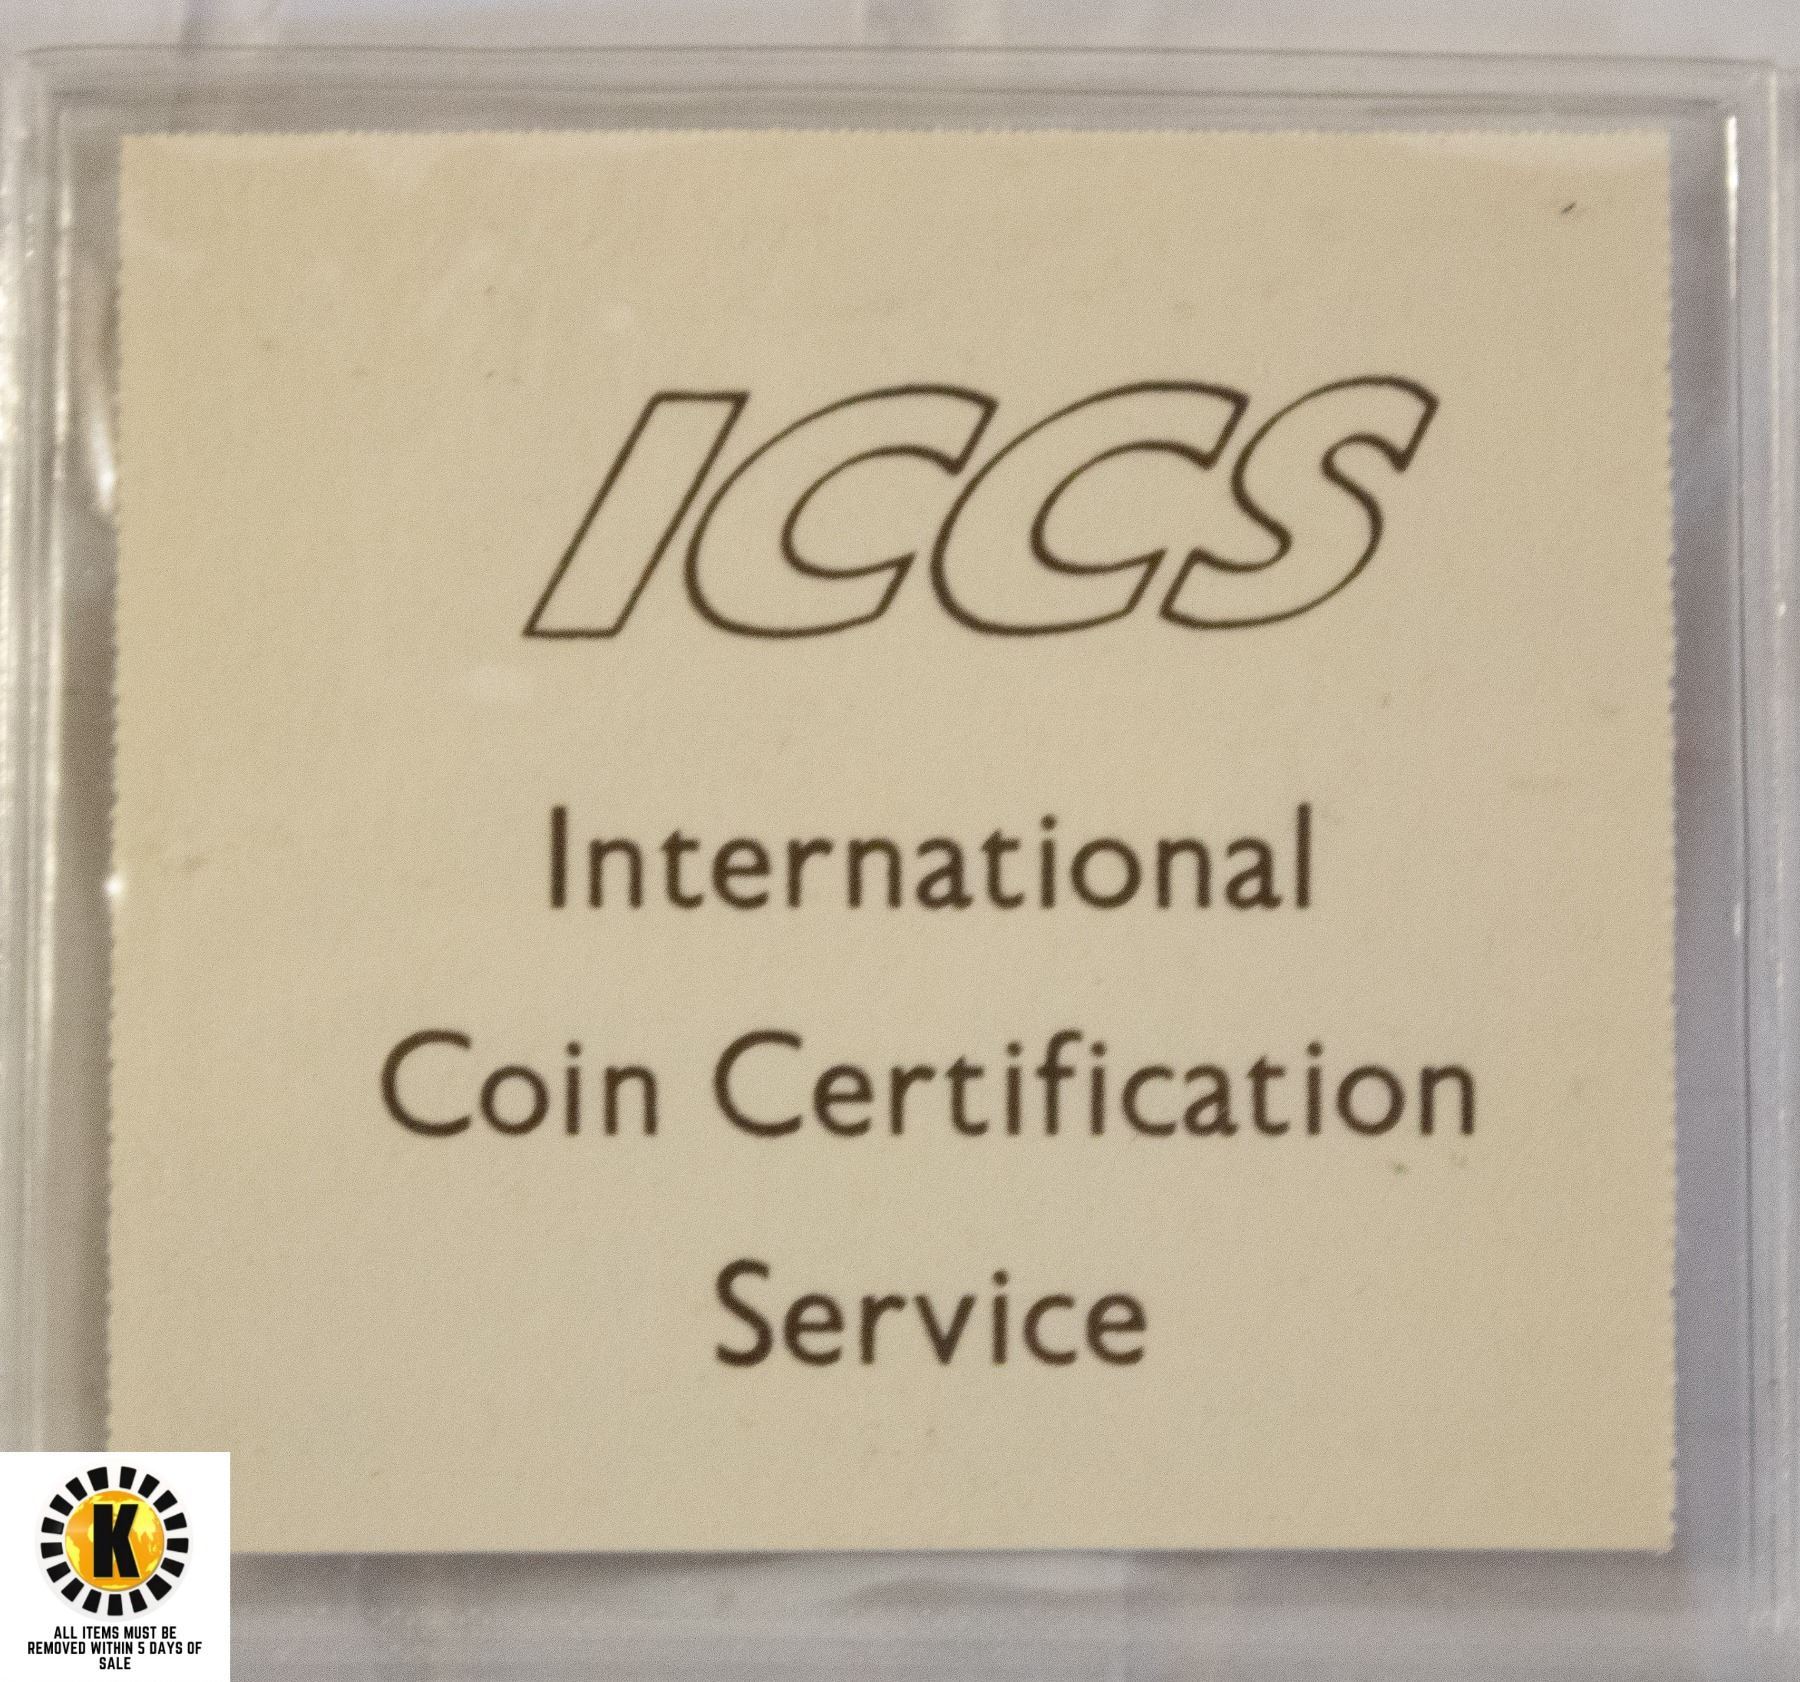 ICCS
International
Coin Certification
Service
K
ALL ITEMS MUST BE
REMOVED WITHIN 5 DAYS OF
SALE